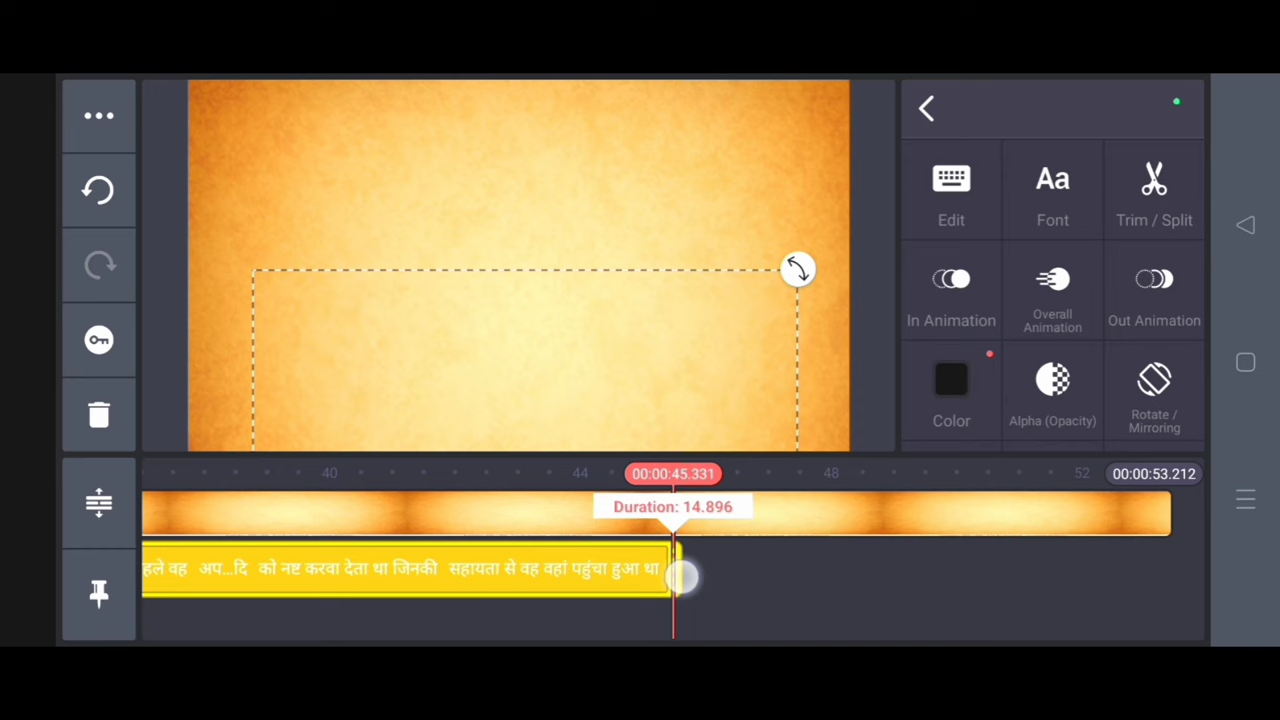 Edit
Font
Trim / Split
In Animation
Overall
Animation
Out Animation
Color
Alpha (Opacity)
Rotate /
Mirroring
40
44
00:00:45.331
48
52
00:00:53.212
Duration: 14.896
हले वह अप...दि को नष्ट करवा देता था जिनकी सहायता से वह वहां पहुंचा हुआ था